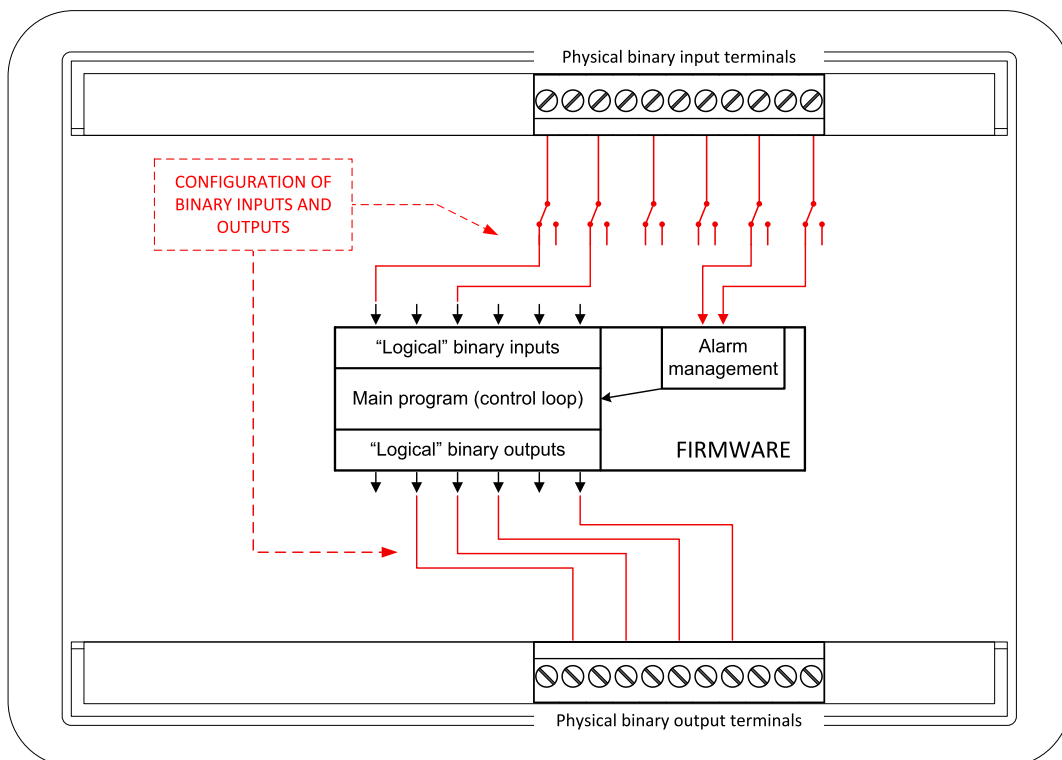 Physical binary input terminals
CONFIGURATION OF
BINARY INPUTS AND
OUTPUTS
“Logical” binary inputs
Alarm
management
Main program (control loop)
“Logical” binary outputs
FIRMWARE
Physical binary output terminals